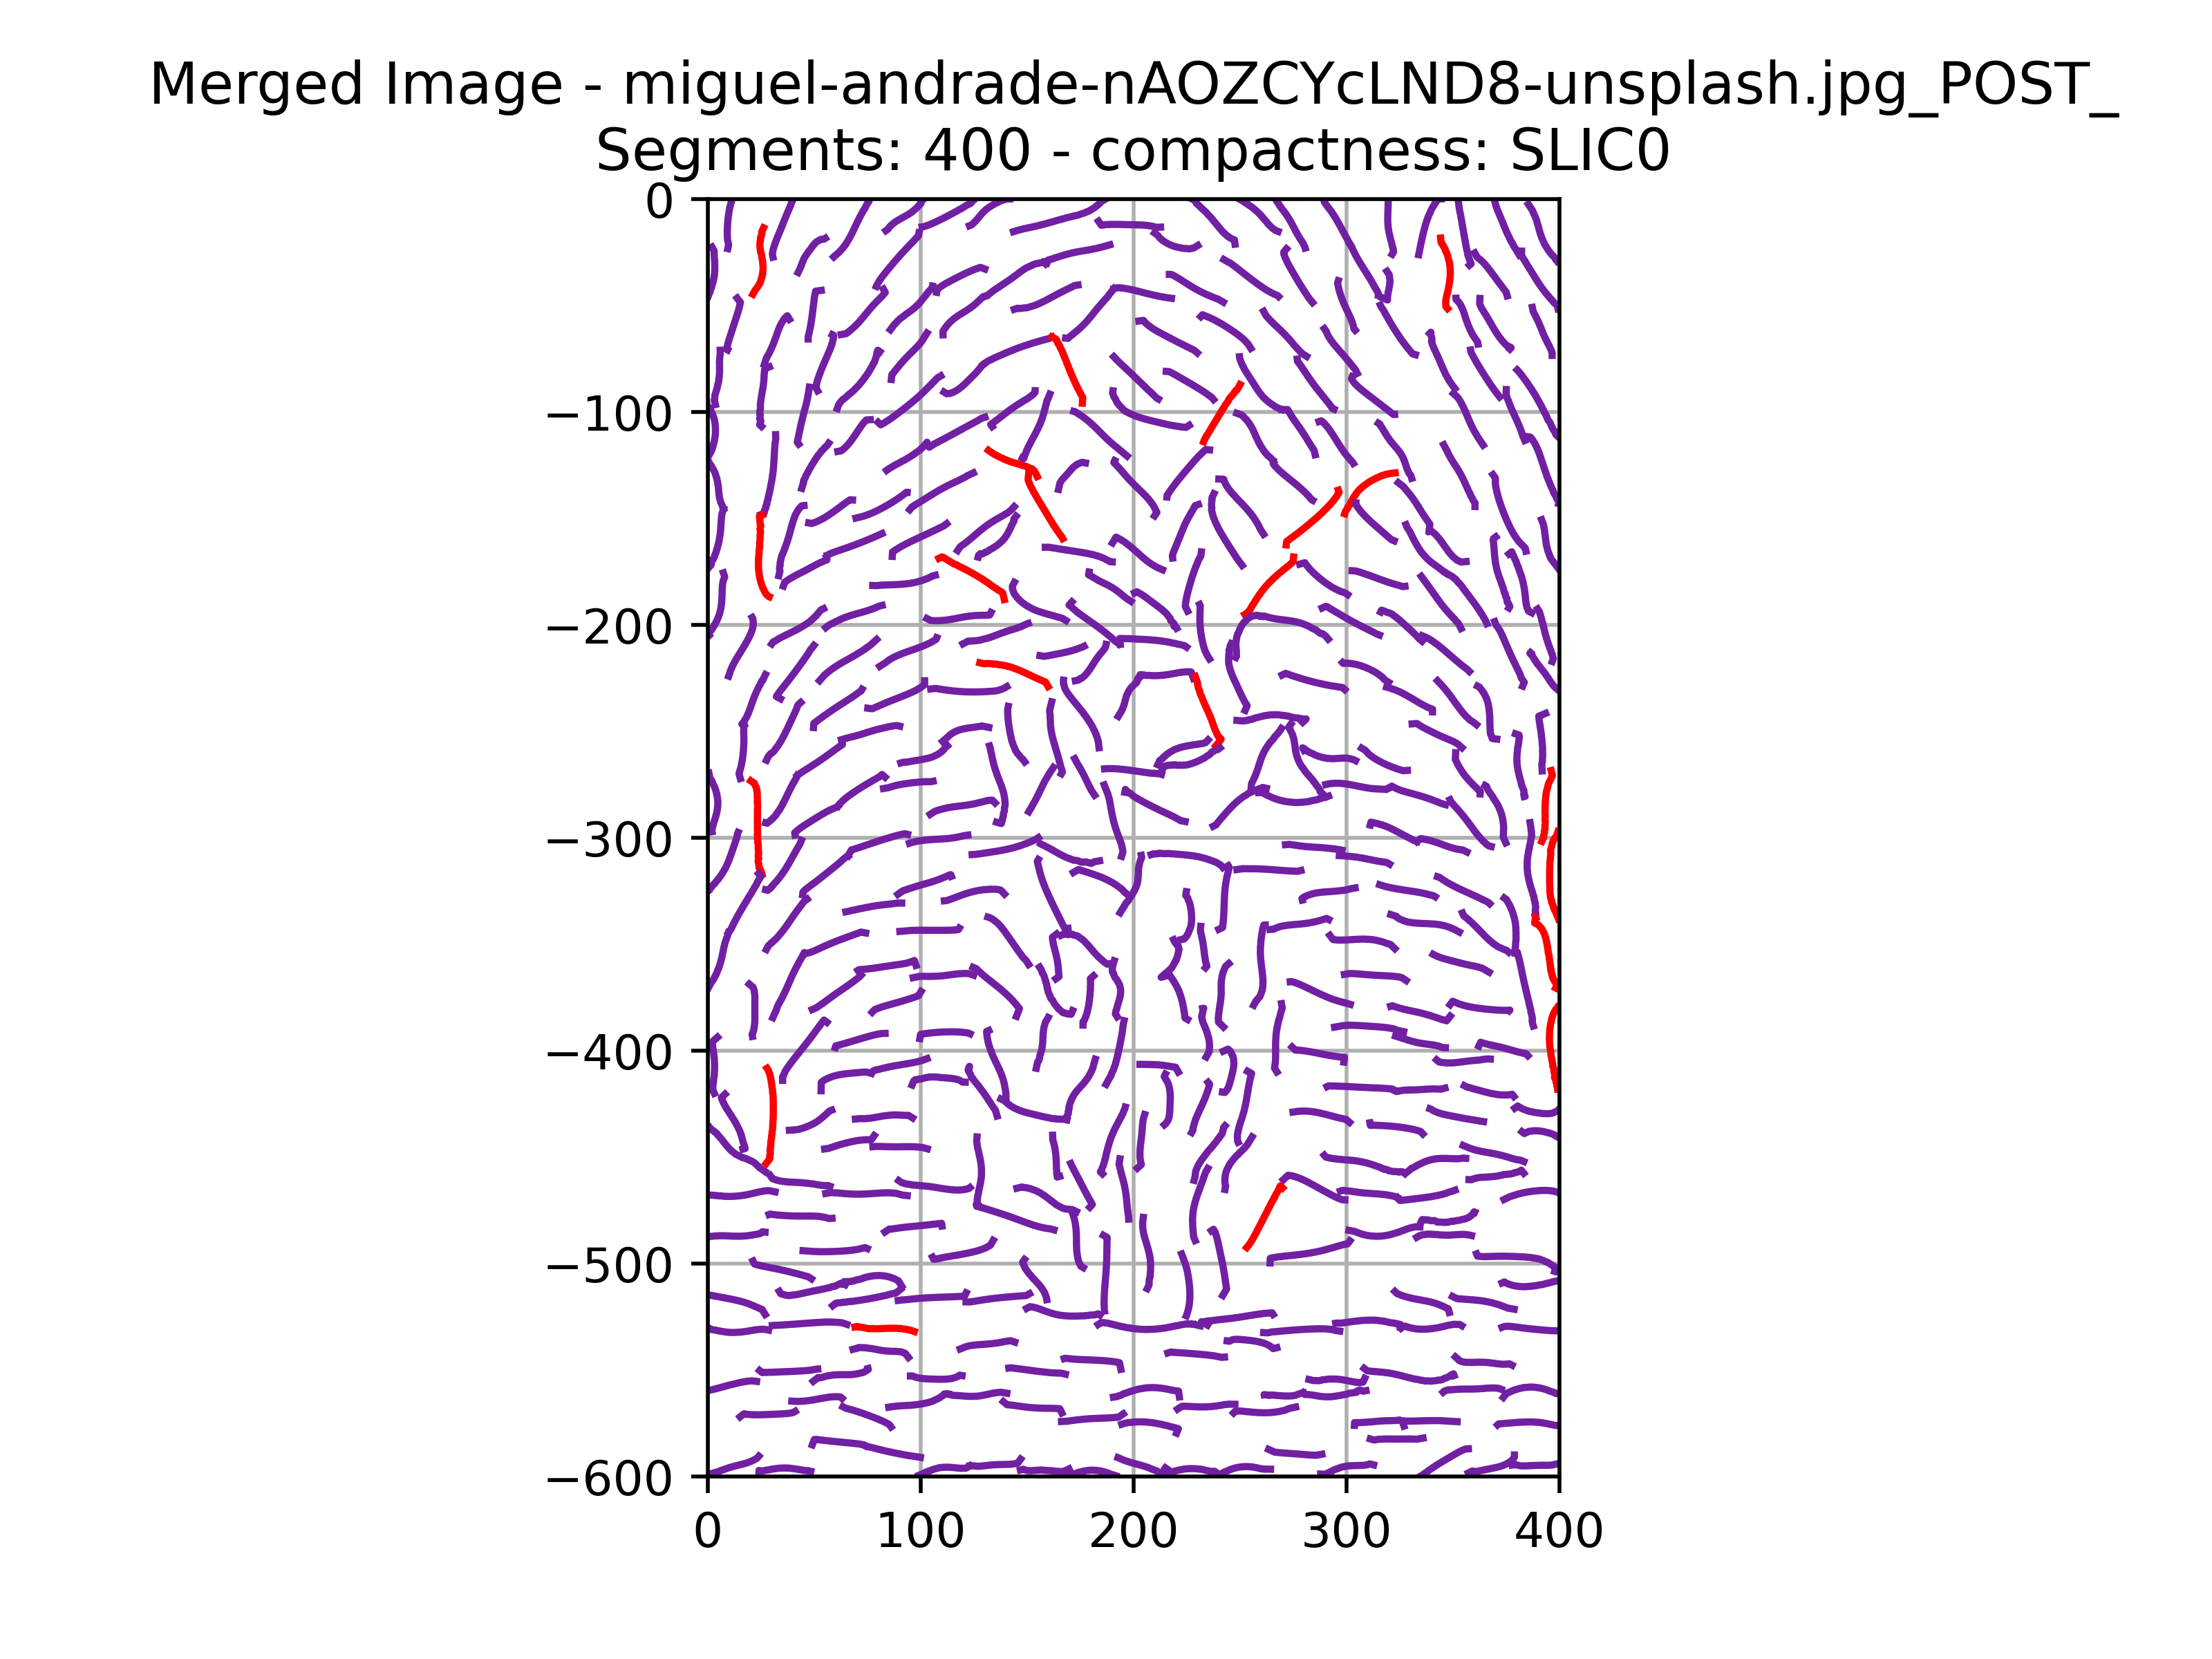 Merged Image - miguel-andrade-nAOZCYcLND8-unsplash.jpg_POST_
Segments: 400 - compactness: SLIC0
0
−100
−200
−300
−400
−500
−600
0 100 200 300 400